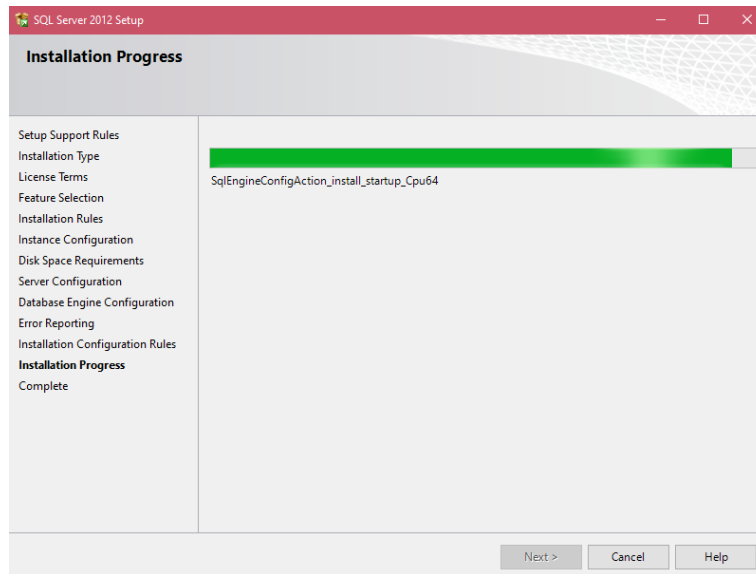 SQL Server 2012 Setup
Installation Progress
Setup Support Rules
Installation Type
License Terms
Feature Selection
Installation Rules
Instance Configuration
Disk Space Requirements
Server Configuration
Database Engine Configuration
Error Reporting
Installation Configuration Rules
Installation Progress
Complete
SqlEngineConfigAction_install_startup_Cpu64
Next >
Cancel
Help